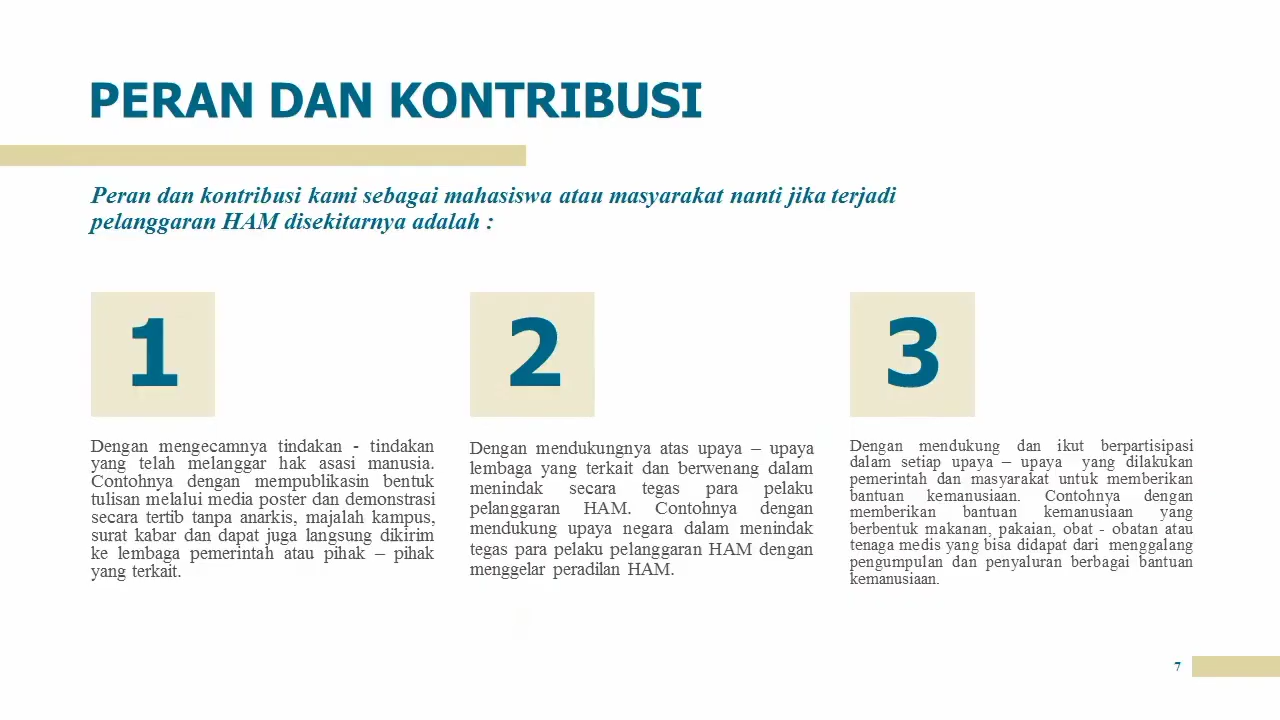 PERAN DAN KONTRIBUSI
Peran dan kontribusi kami sebagai mahasiswa atau masyarakat nanti jika terjadi
pelanggaran HAM disekitarnya adalah :
1
Dengan mengecamnya tindakan - tindakan
yang telah melanggar hak asasi manusia.
Contohnya dengan mempublikasin bentuk
tulisan melalui media poster dan demonstrasi
secara tertib tanpa anarkis, majalah kampus,
surat kabar dan dapat juga langsung dikirim
ke lembaga pemerintah atau pihak – pihak
yang terkait.
2
Dengan mendukungnya atas upaya – upaya
lembaga yang terkait dan berwenang dalam
menindak secara tegas para pelaku
pelanggaran HAM. Contohnya dengan
mendukung upaya negara dalam menindak
tegas para pelaku pelanggaran HAM dengan
menggelar peradilan HAM.
3
Dengan mendukung dan ikut berpartisipasi
dalam setiap upaya – upaya yang dilakukan
pemerintah dan masyarakat untuk memberikan
bantuan kemanusiaan. Contohnya dengan
memberikan bantuan kemanusiaan yang
berbentuk makanan, pakaian, obat - obatan atau
tenaga medis yang bisa didapat dari menggalang
pengumpulan dan penyaluran berbagai bantuan
kemanusiaan.
7